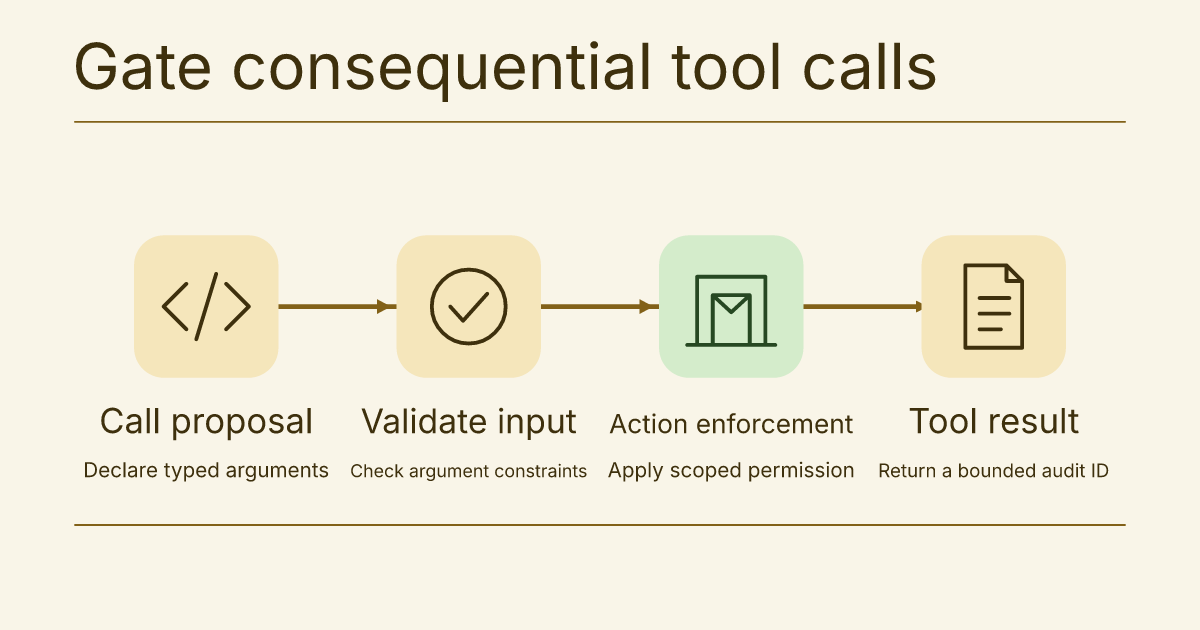 Gate consequential tool calls
Call proposal
Declare typed arguments
Validate input
Check argument constraints
Action enforcement
Apply scoped permission
Tool result
Return a bounded audit ID